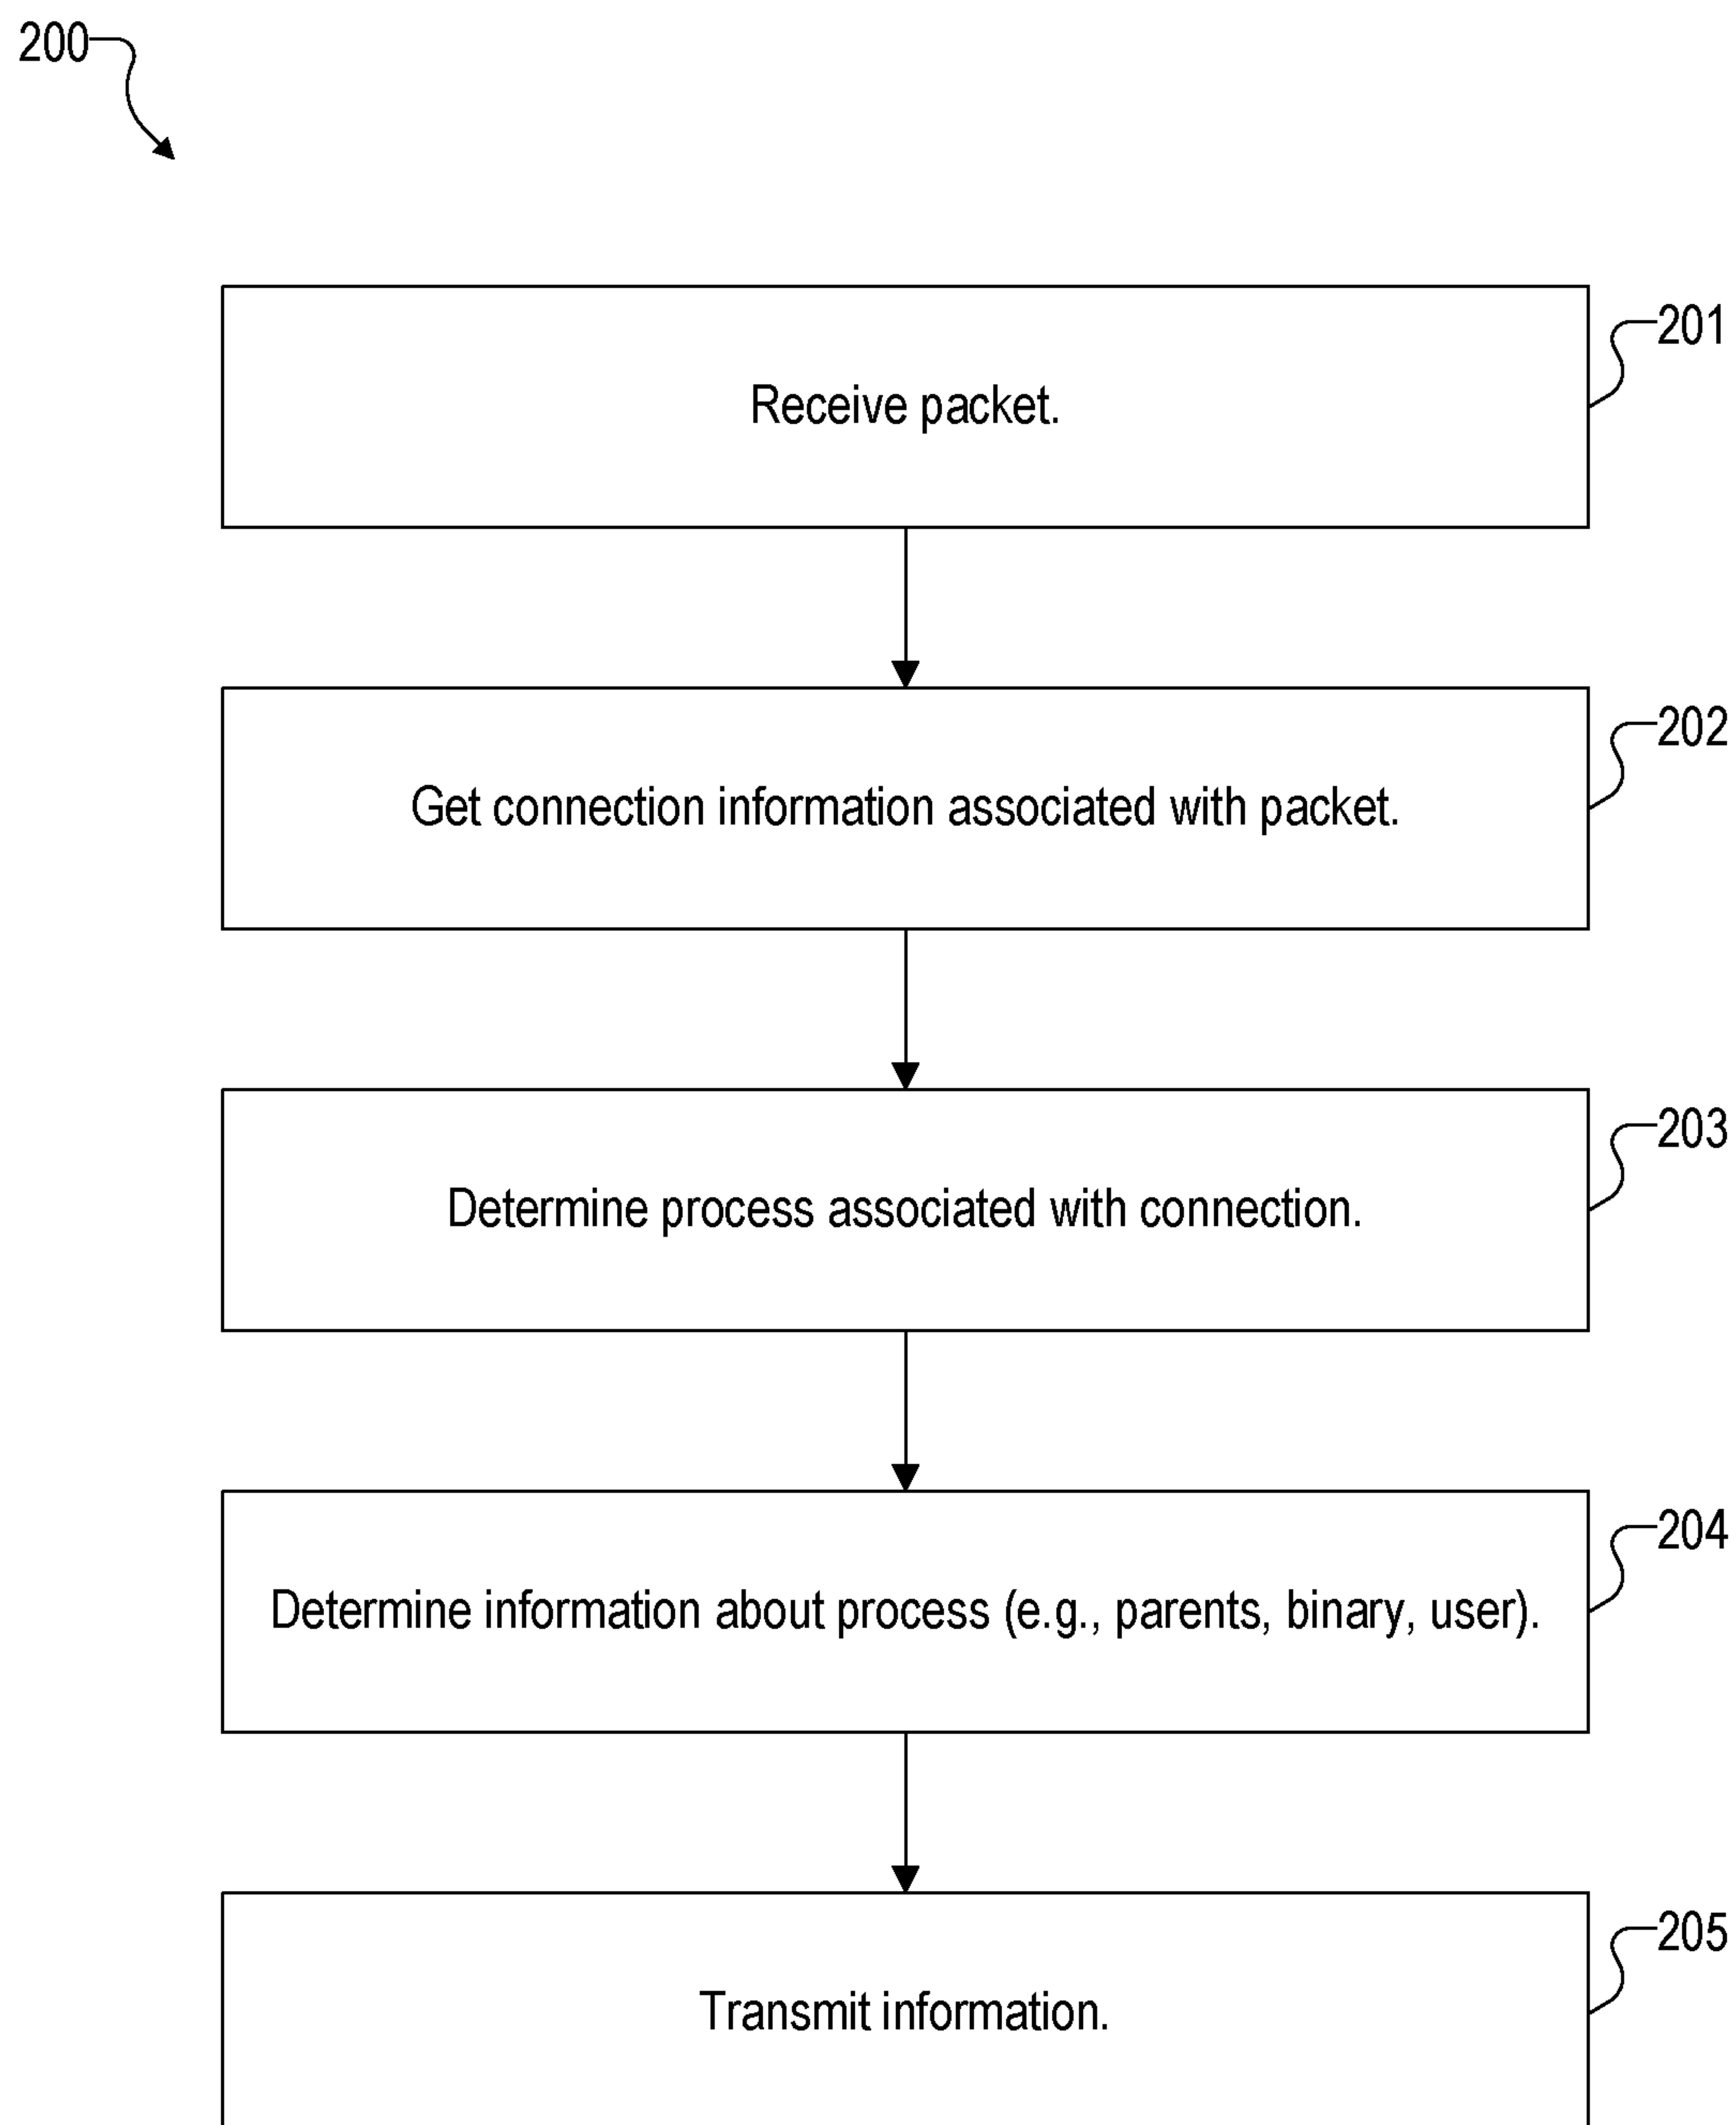 200
201
Receive packet.
202
Get connection information associated with packet.
203
Determine process associated with connection.
204
Determine information about process (e.g., parents, binary, user).
205
Transmit information.